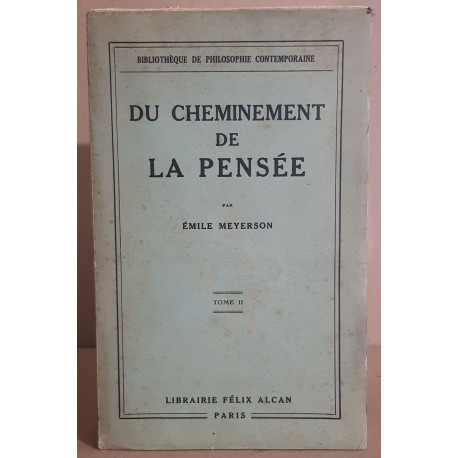 BIBLIOTHÈQUE DE PHILOSOPHIE CONTEMPORAINE
DU CHEMINEMENT
DE
LA PENSÉE
PAR
ÉMILE MEYERSON
TOME II
LIBRAIRIE FÉLIX ALCAN
PARIS